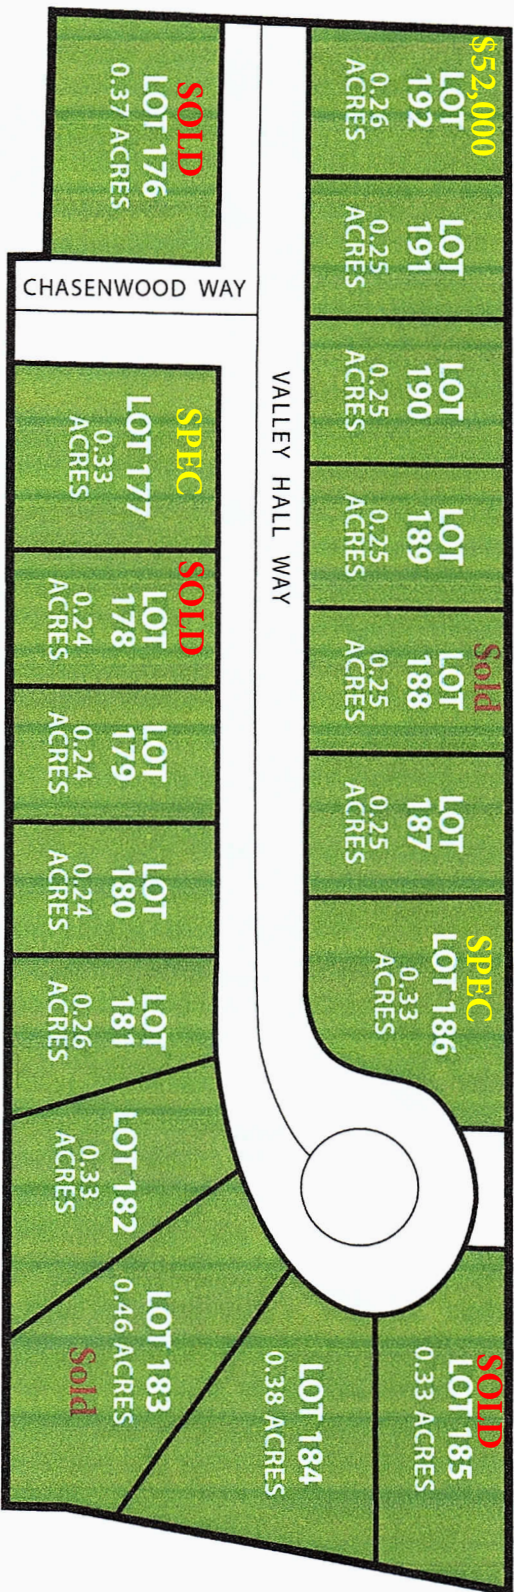 $52,000
LOT
192
0.26
ACRES
LOT
191
0.25
ACRES
LOT
190
0.25
ACRES
LOT
189
0.25
ACRES
Sold
LOT
188
0.25
ACRES
LOT
187
0.25
ACRES
SPEC
LOT 186
0.33
ACRES
SOLD
LOT 185
0.33 ACRES
VALLEY HALL WAY
CHASENWOOD WAY
SOLD
LOT 176
0.37 ACRES
SPEC
LOT 177
0.33
ACRES
SOLD
LOT
178
0.24
ACRES
LOT
179
0.24
ACRES
LOT
180
0.24
ACRES
LOT
181
0.26
ACRES
LOT 182
0.33
ACRES
LOT 183
0.46 ACRES
Sold
LOT 184
0.38 ACRES